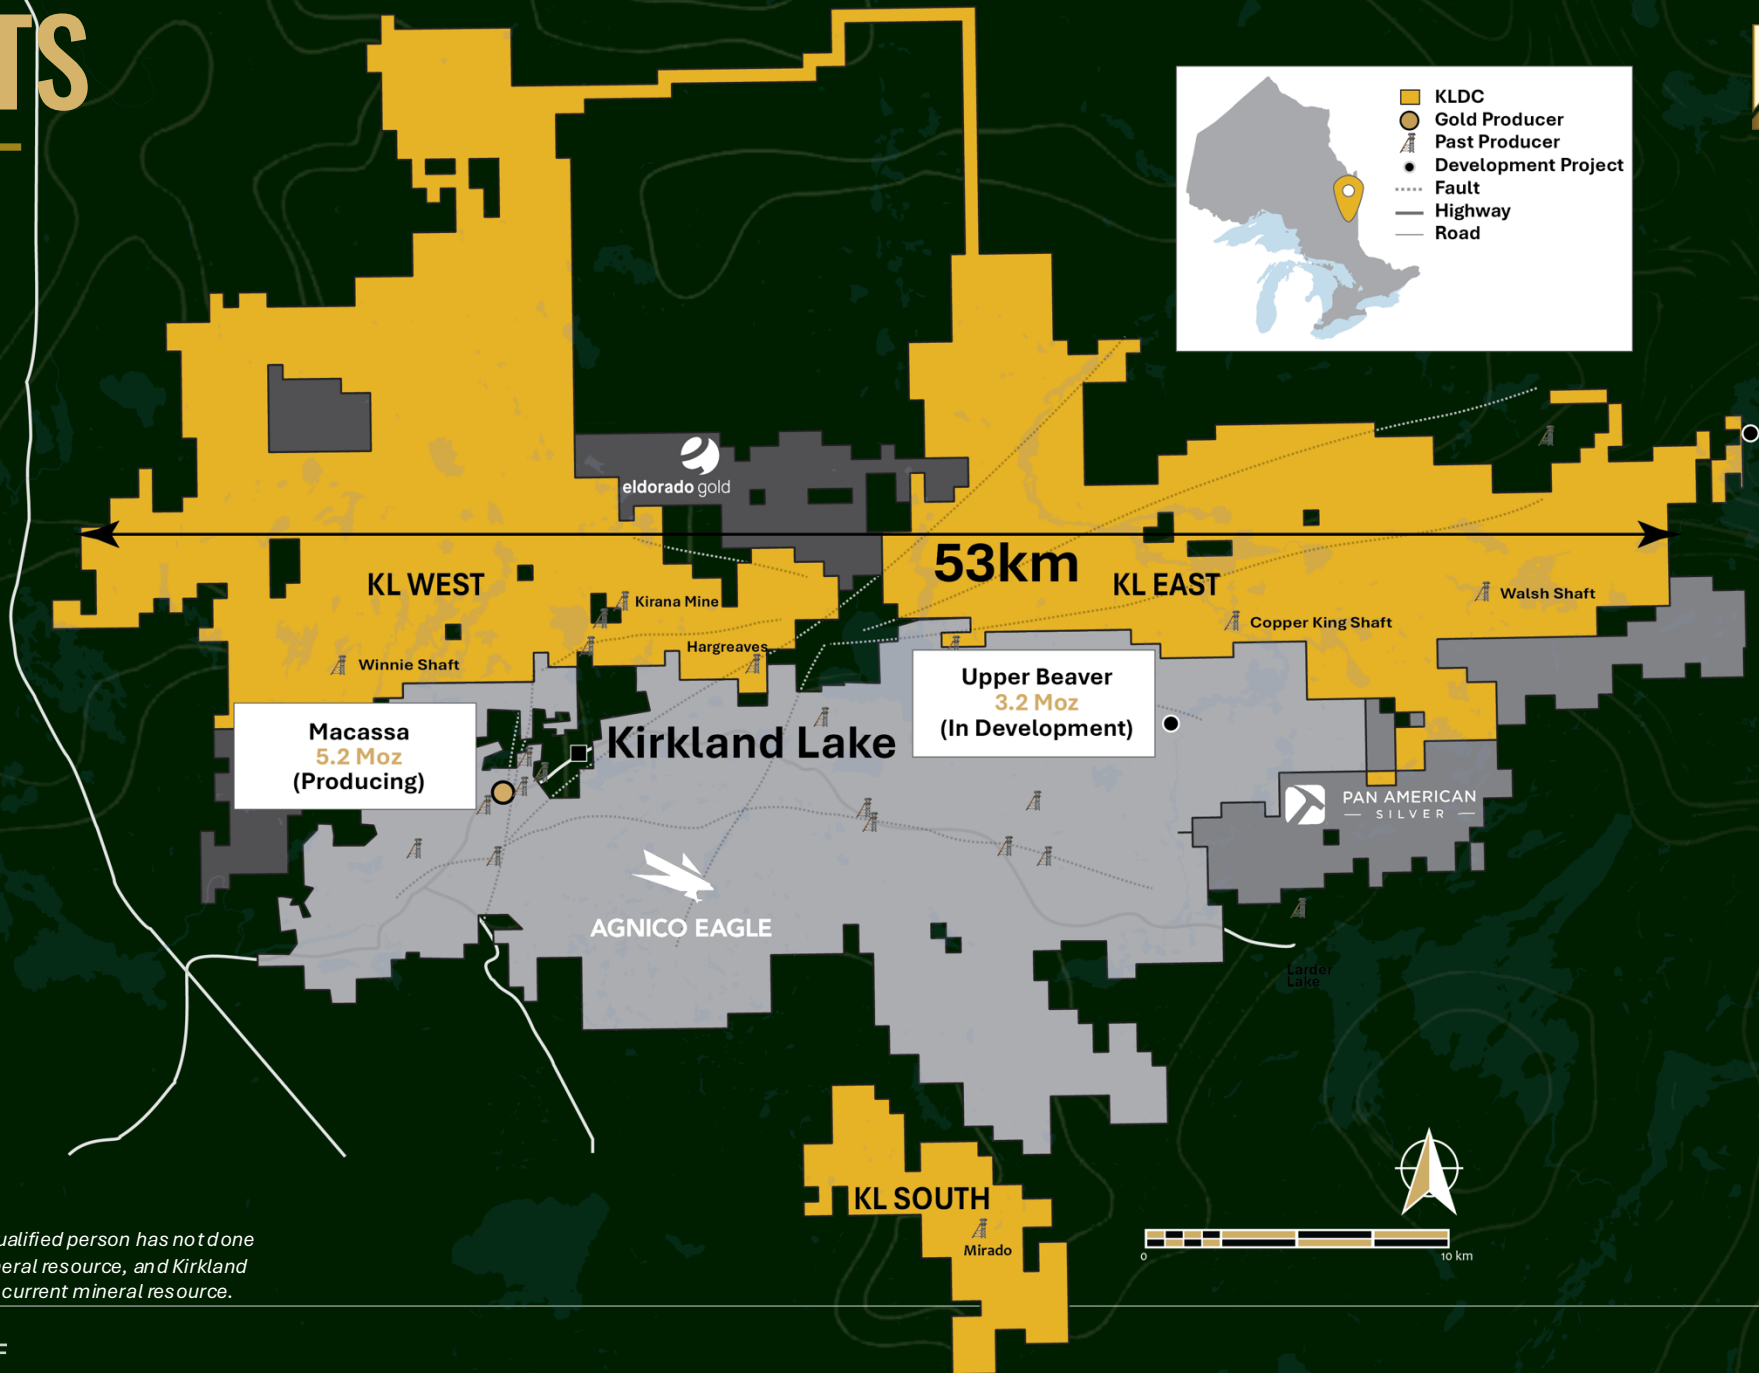 TS
KLDC
Gold Producer
Past Producer
Development Project
Fault
Highway
Road
eldorado gold
53km
KL WEST
KL EAST
Kirana Mine
Walsh Shaft
Copper King Shaft
Hargreaves
Winnie Shaft
Upper Beaver
3.2 Moz
(In Development)
Macassa
5.2 Moz
(Producing)
Kirkland Lake
PAN AMERICAN
SILVER
AGNICO EAGLE
Larder
Lake
KL SOUTH
Mirado
0
10 km
ualified person has not done
eral resource, and Kirkland
current mineral resource.